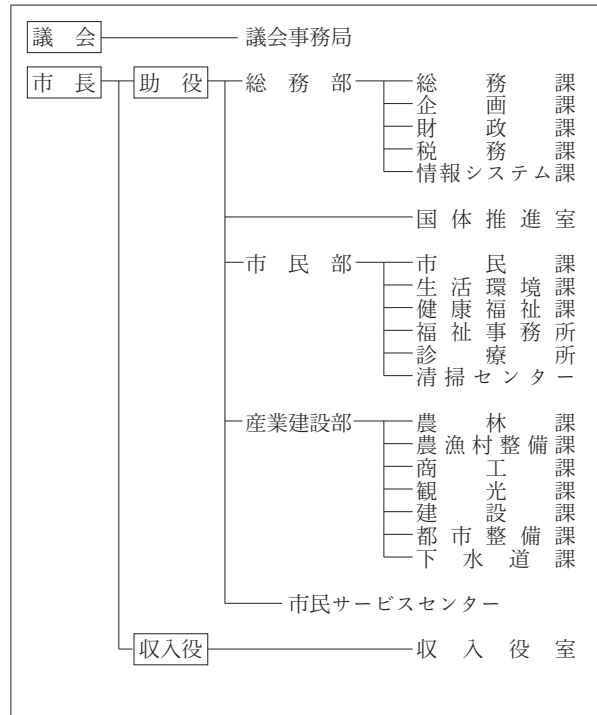 議会 議会事務局
市長 助役 総務部 総務課
企画課
財政課
税務課
情報システム課
国体推進室
市民部 市民課
生活環境課
健康福祉課
福祉事務所
診療所
清掃センター
産業建設部 農林課
農漁村整備課
商工課
観光課
建設課
都市整備課
下水道課
市民サービスセンター
収入役 収入役室